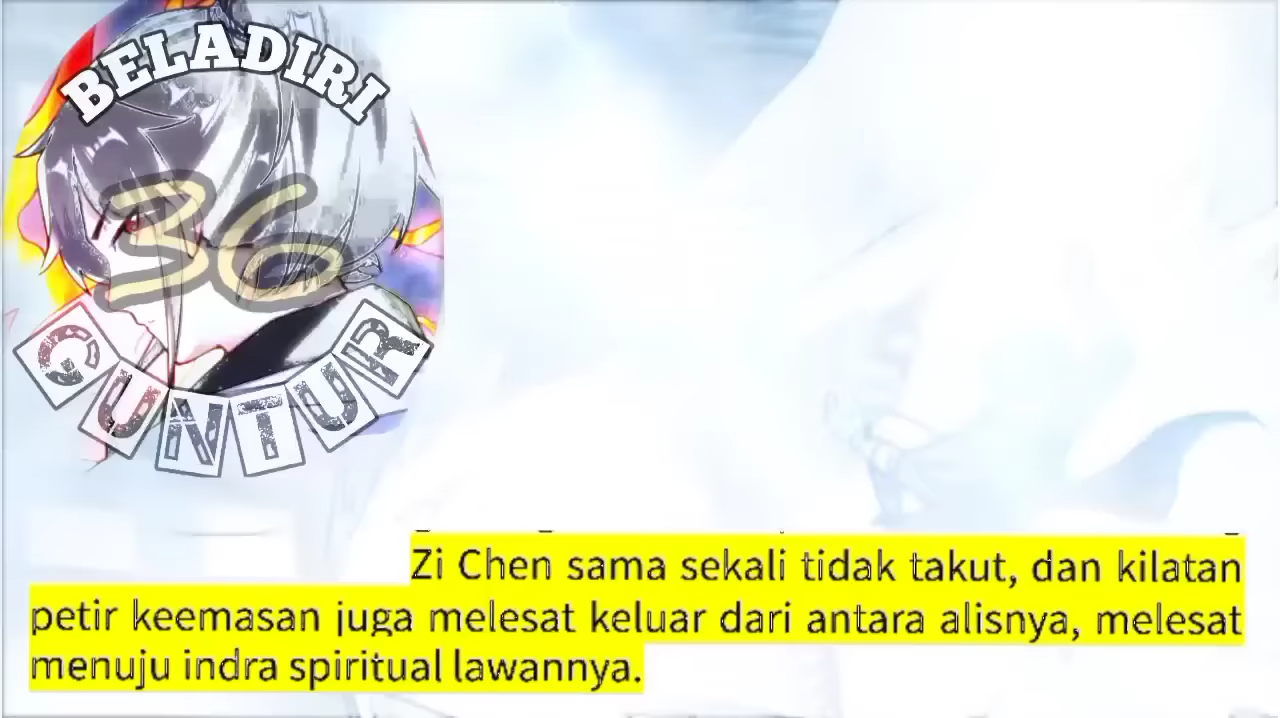 BELADIRI
36
GUNTUR
Zi Chen sama sekali tidak takut, dan kilatan
petir keemasan juga melesat keluar dari antara alisnya, melesat
menuju indra spiritual lawannya.